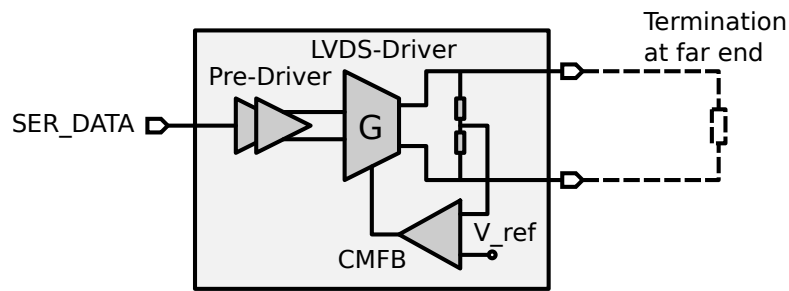 Termination
at far end
LVDS-Driver
Pre-Driver
SER_DATA
G
V_ref
CMFB